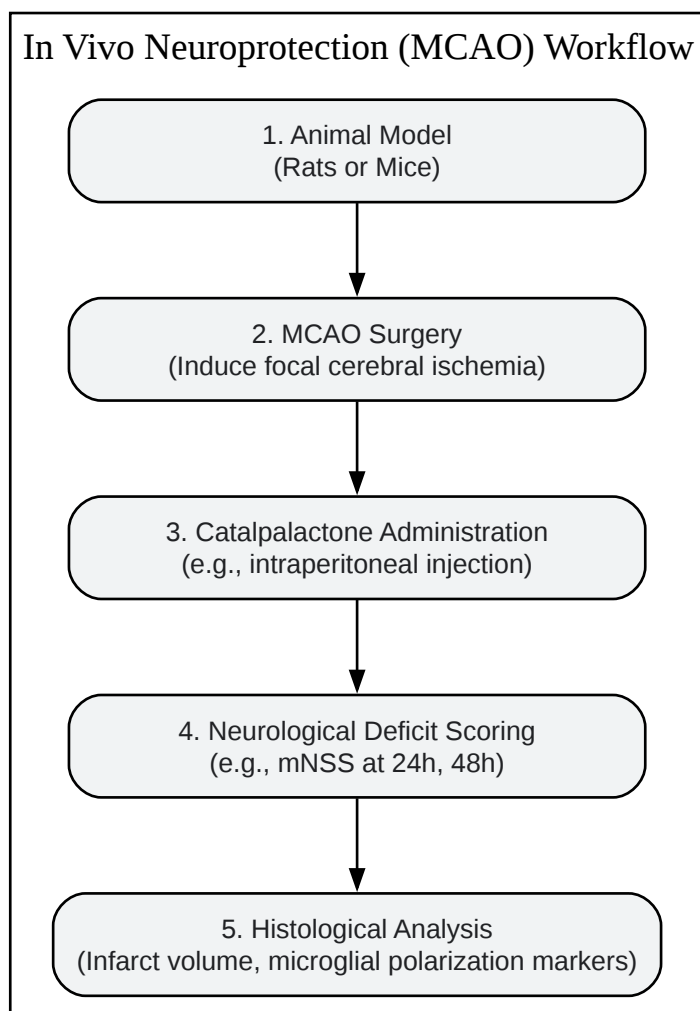 In Vivo Neuroprotection (MCAO) Workflow
1. Animal Model
(Rats or Mice)
2. MCAO Surgery
(Induce focal cerebral ischemia)
3. Catalpalactone Administration
(e.g., intraperitoneal injection)
4. Neurological Deficit Scoring
(e.g., mNSS at 24h, 48h)
5. Histological Analysis
(Infarct volume, microglial polarization markers)